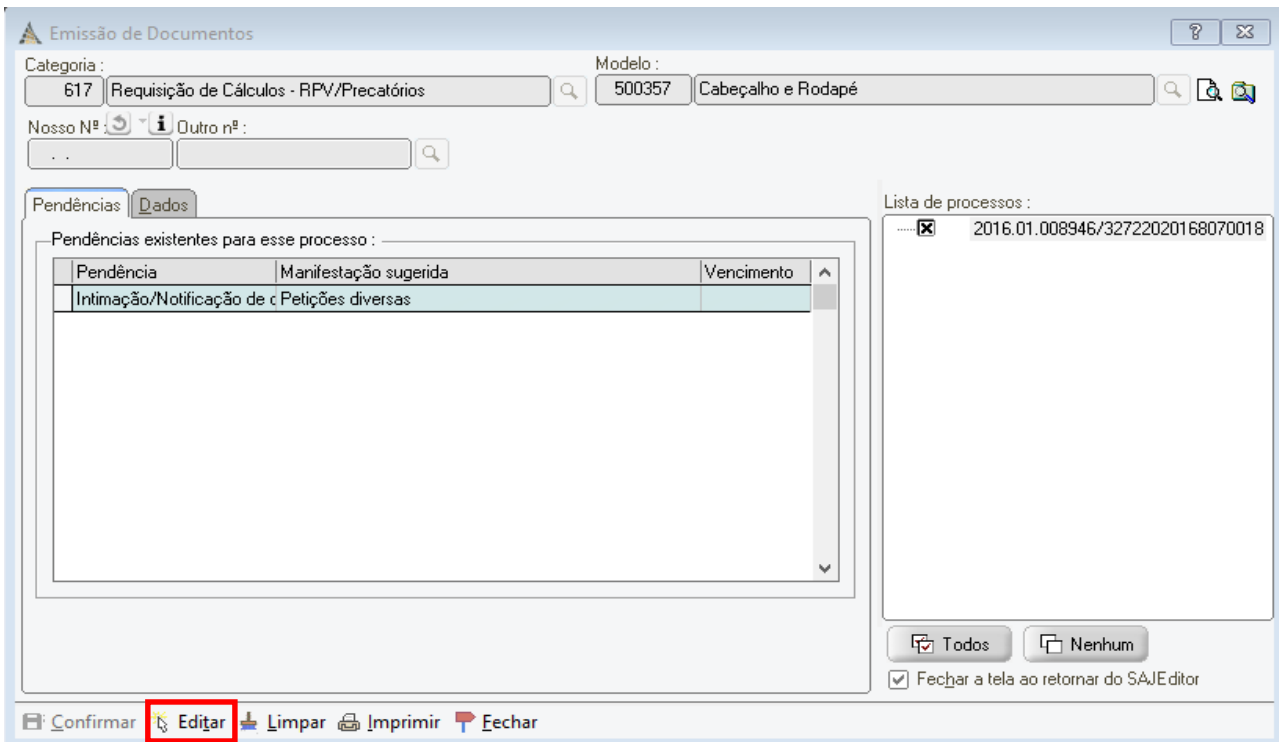 Emissão de Documentos
Categoria :
Modelo :
617 Requisição de Cálculos - RPV/Precatórios
500357 Cabeçalho e Rodapé
Nosso Nº : i Outro nº :
. .
Pendências Dados
Lista de processos :
Pendências existentes para esse processo :
2016.01.008946/32722020168070018
Pendência Manifestação sugerida Vencimento
Intimação/Notificação de c Petições diversas
Todos Nenhum
Fechar a tela ao retornar do SAJEditor
Confirmar Editar Limpar Imprimir Fechar